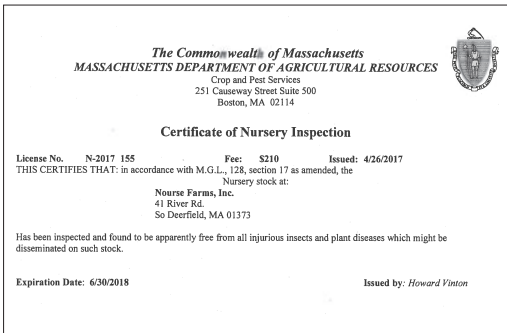 The Commonwealth of Massachusetts
MASSACHUSETTS DEPARTMENT OF AGRICULTURAL RESOURCES
Crop and Pest Services
251 Causeway Street Suite 500
Boston, MA 02114
Certificate of Nursery Inspection
License No. N-2017 155 Fee: $210 Issued: 4/26/2017
THIS CERTIFIES THAT: in accordance with M.G.L., 128, section 17 as amended, the
Nursery stock at:
Nourse Farms, Inc.
41 River Rd.
So Deerfield, MA 01373
Has been inspected and found to be apparently free from all injurious insects and plant diseases which might be
disseminated on such stock.
Expiration Date: 6/30/2018 Issued by: Howard Vinton